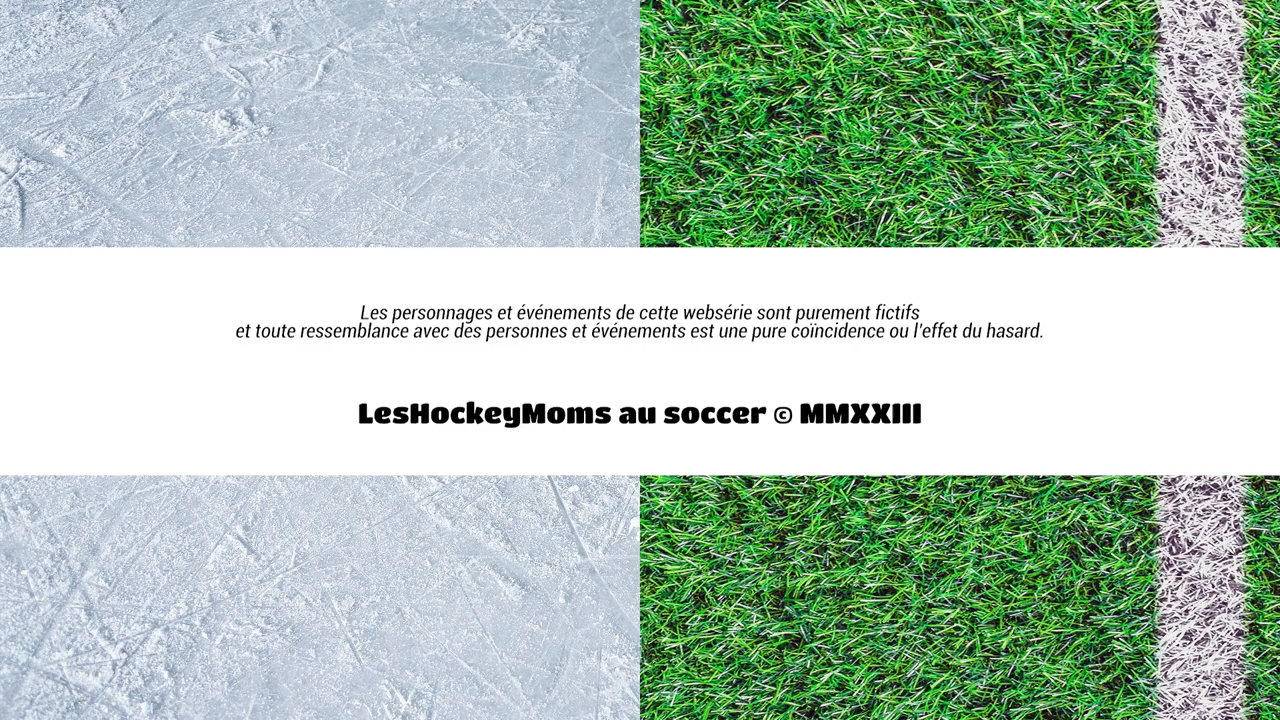 Les personnages et événements de cette websérie sont purement fictifs
et toute ressemblance avec des personnes et événements est une pure coïncidence ou l'effet du hasard.
LesHockeyMoms au soccer © MMXXIII